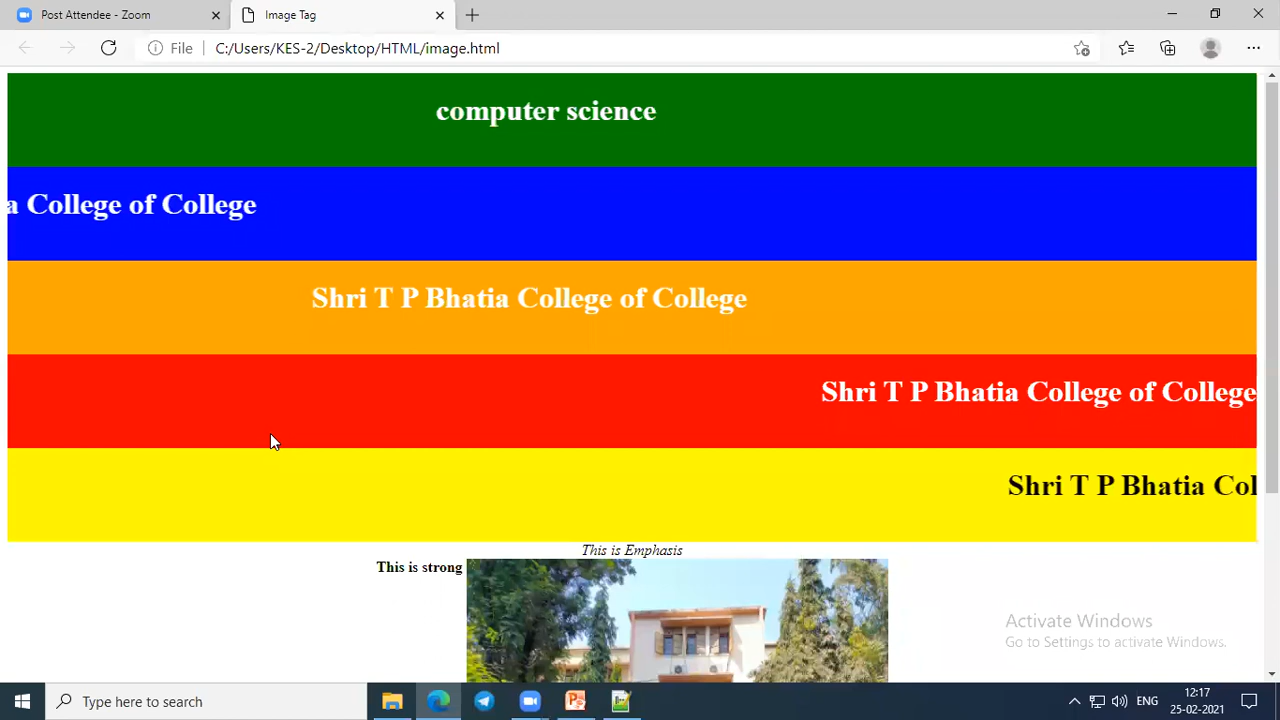 Post Attendee - Zoom
Image Tag
File
C:/Users/KES-2/Desktop/HTML/image.html
computer science
a College of College
Shri T P Bhatia College of College
Shri T P Bhatia College of College
Shri T P Bhatia Col
This is Emphasis
This is strong
Activate Windows
Go to Settings to activate Windows.
Type here to search
ENG
12:17
25-02-2021